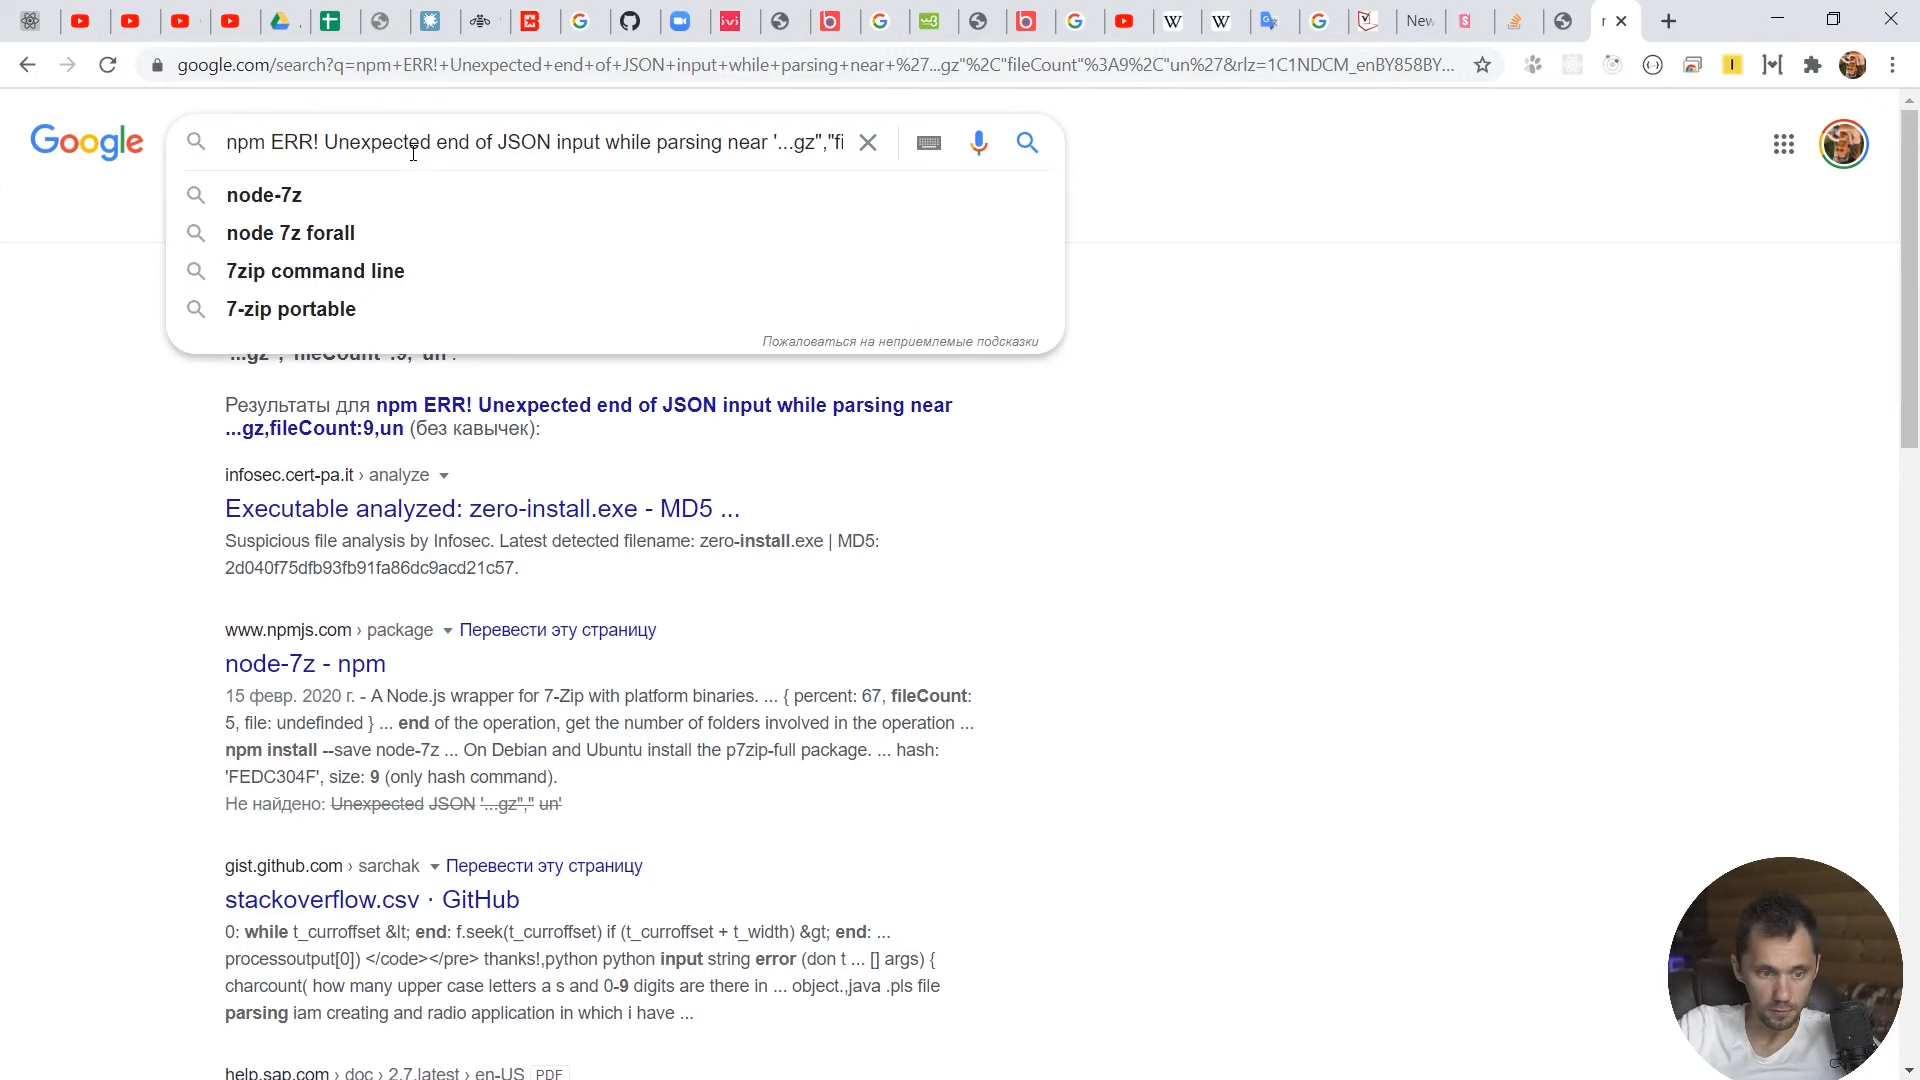 ivi
W
W
New
google.com/search?q=npm+ERR!+Unexpected+end+of+JSON+input+while+parsing+near+%27...gz"%2C"fileCount"%3A9%2C"un%27&rlz=1C1NDCM_enBY858BY...
Google
npm ERR! Unexpected end of JSON input while parsing near '...gz","fi
node-7z
node 7z forall
7zip command line
7-zip portable
Пожаловаться на неприемлемые подсказки
"...gz", "fileCount":9, "un".
Результаты для npm ERR! Unexpected end of JSON input while parsing near
...gz,fileCount:9,un (без кавычек):
infosec.cert-pa.it › analyze
Executable analyzed: zero-install.exe - MD5 ...
Suspicious file analysis by Infosec. Latest detected filename: zero-install.exe | MD5:
2d040f75dfb93fb91fa86dc9acd21c57.
www.npmjs.com › package Перевести эту страницу
node-7z - npm
15 февр. 2020 г. - A Node.js wrapper for 7-Zip with platform binaries. ... { percent: 67, fileCount:
5, file: undefinded } ... end of the operation, get the number of folders involved in the operation ...
npm install --save node-7z ... On Debian and Ubuntu install the p7zip-full package. ... hash:
'FEDC304F', size: 9 (only hash command).
Не найдено: Unexpected JSON '...gz"," un'
gist.github.com › sarchak Перевести эту страницу
stackoverflow.csv · GitHub
0: while t_curroffset &lt; end: f.seek(t_curroffset) if (t_curroffset + t_width) &gt; end: ...
processoutput[0]) </code></pre> thanks!,python python input string error (don t ... [] args) {
charcount( how many upper case letters a s and 0-9 digits are there in ... object.,java .pls file
parsing iam creating and radio application in which i have ...
help.sap.com › doc › 2.7.latest › en-US PDF